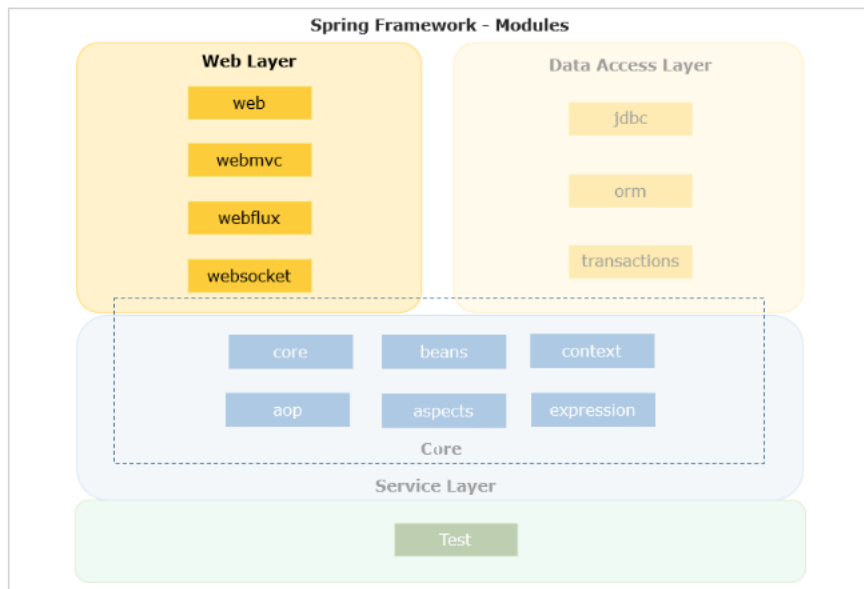 Spring Framework - Modules
Web Layer
web
webmvc
webflux
websocket
Data Access Layer
jdbc
orm
transactions
core beans context
aop aspects expression
Core
Service Layer
Test